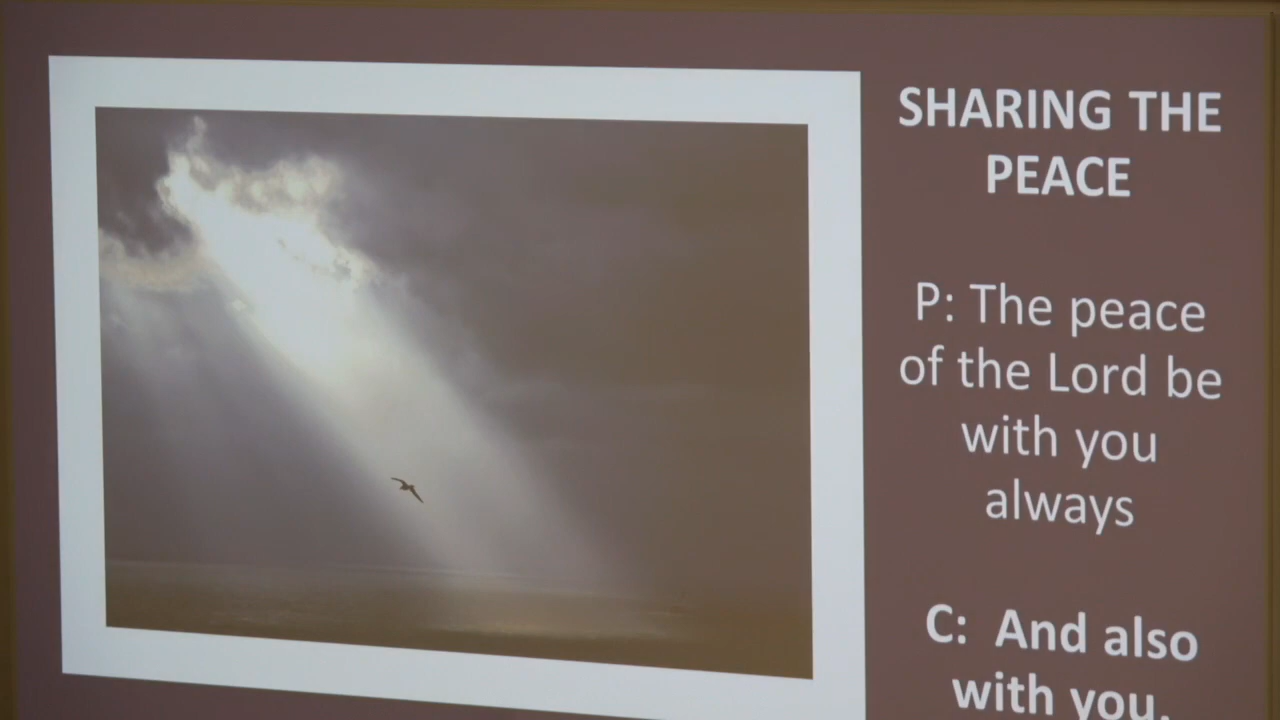 SHARING THE
PEACE
P: The peace
of the Lord be
with you
always
C: And also
with you.